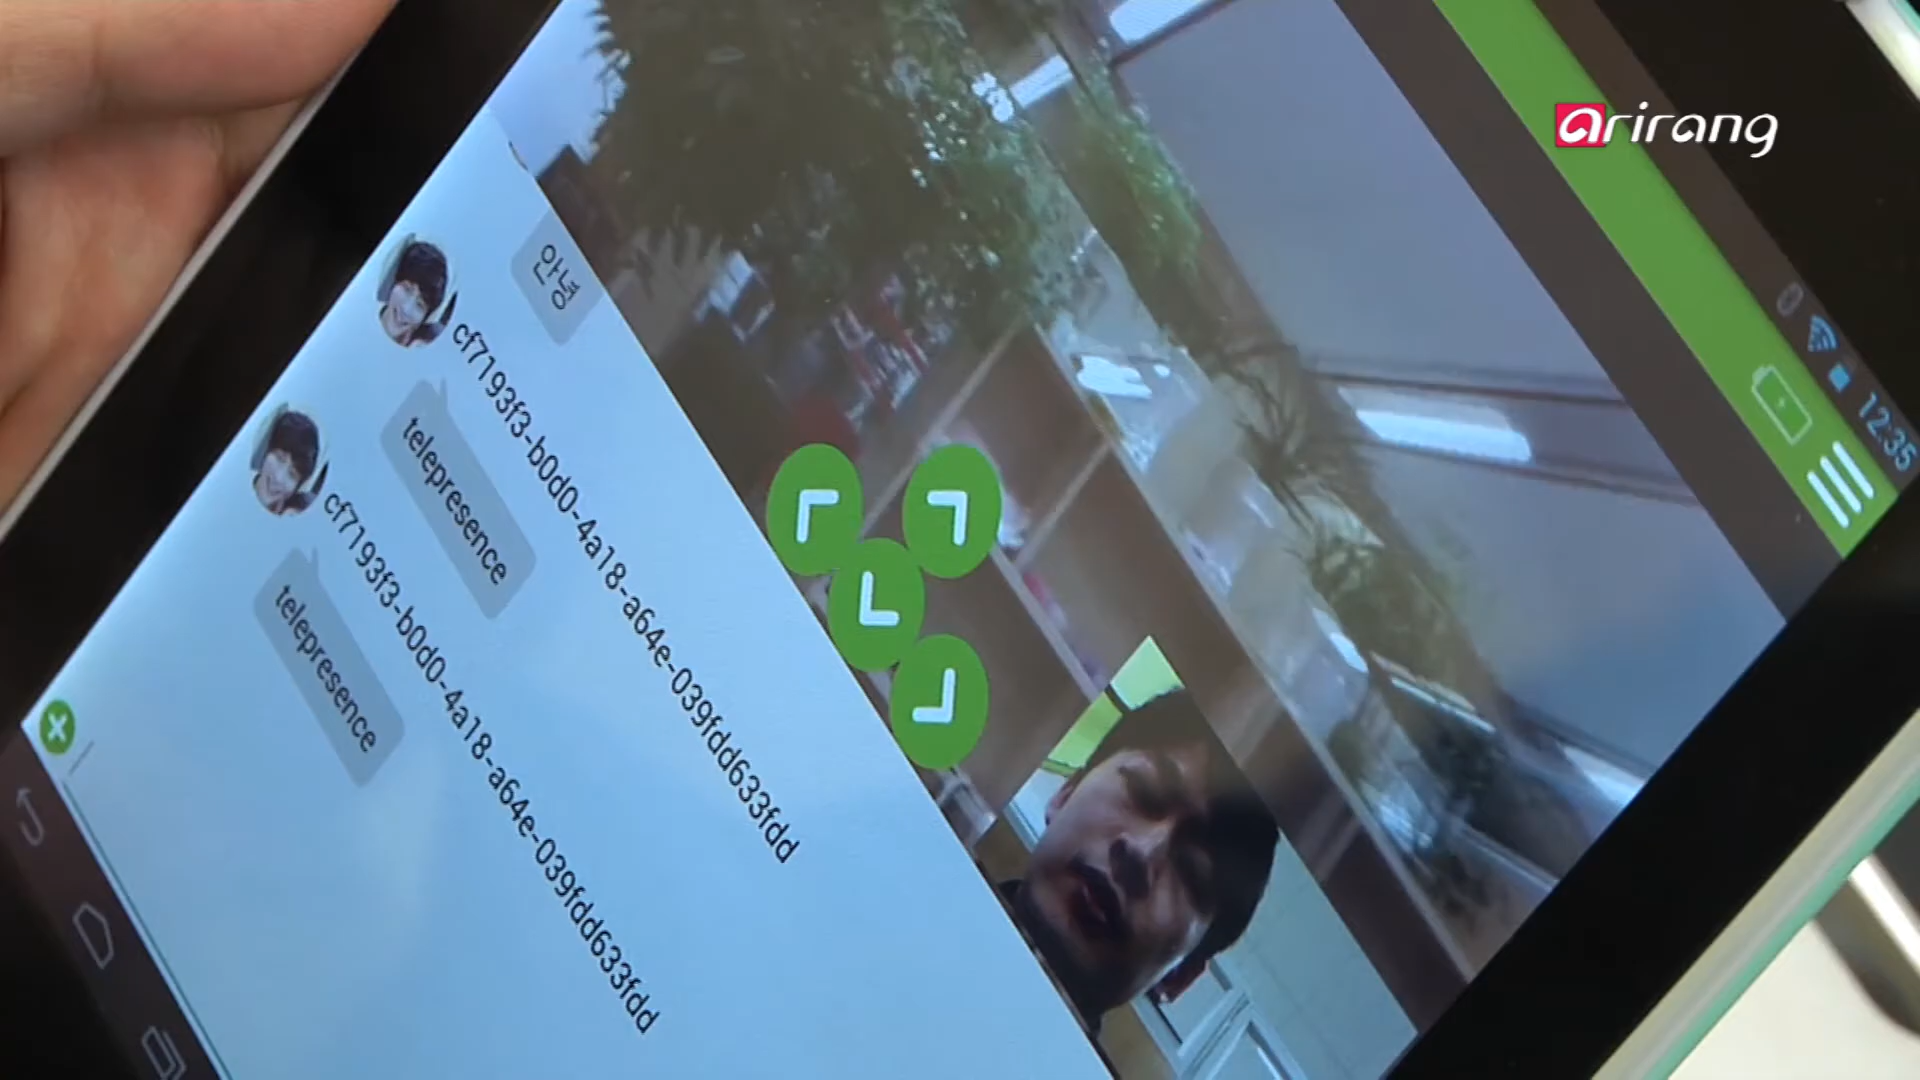 arirang
12:35
안녕
cf7193f3-b0d0-4a18-a64e-039fdd633fdd
telepresence
cf7193f3-b0d0-4a18-a64e-039fdd633fdd
telepresence